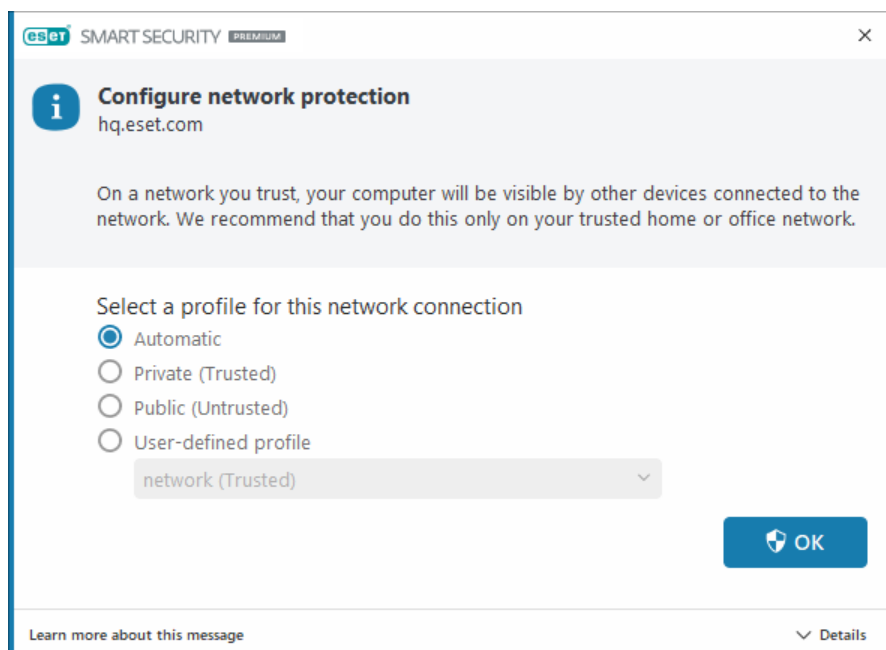 eset SMART SECURITY PREMIUM
Configure network protection
hq.eset.com
On a network you trust, your computer will be visible by other devices connected to the
network. We recommend that you do this only on your trusted home or office network.
Select a profile for this network connection
Automatic
Private (Trusted)
Public (Untrusted)
User-defined profile
network (Trusted)
OK
Learn more about this message
Details